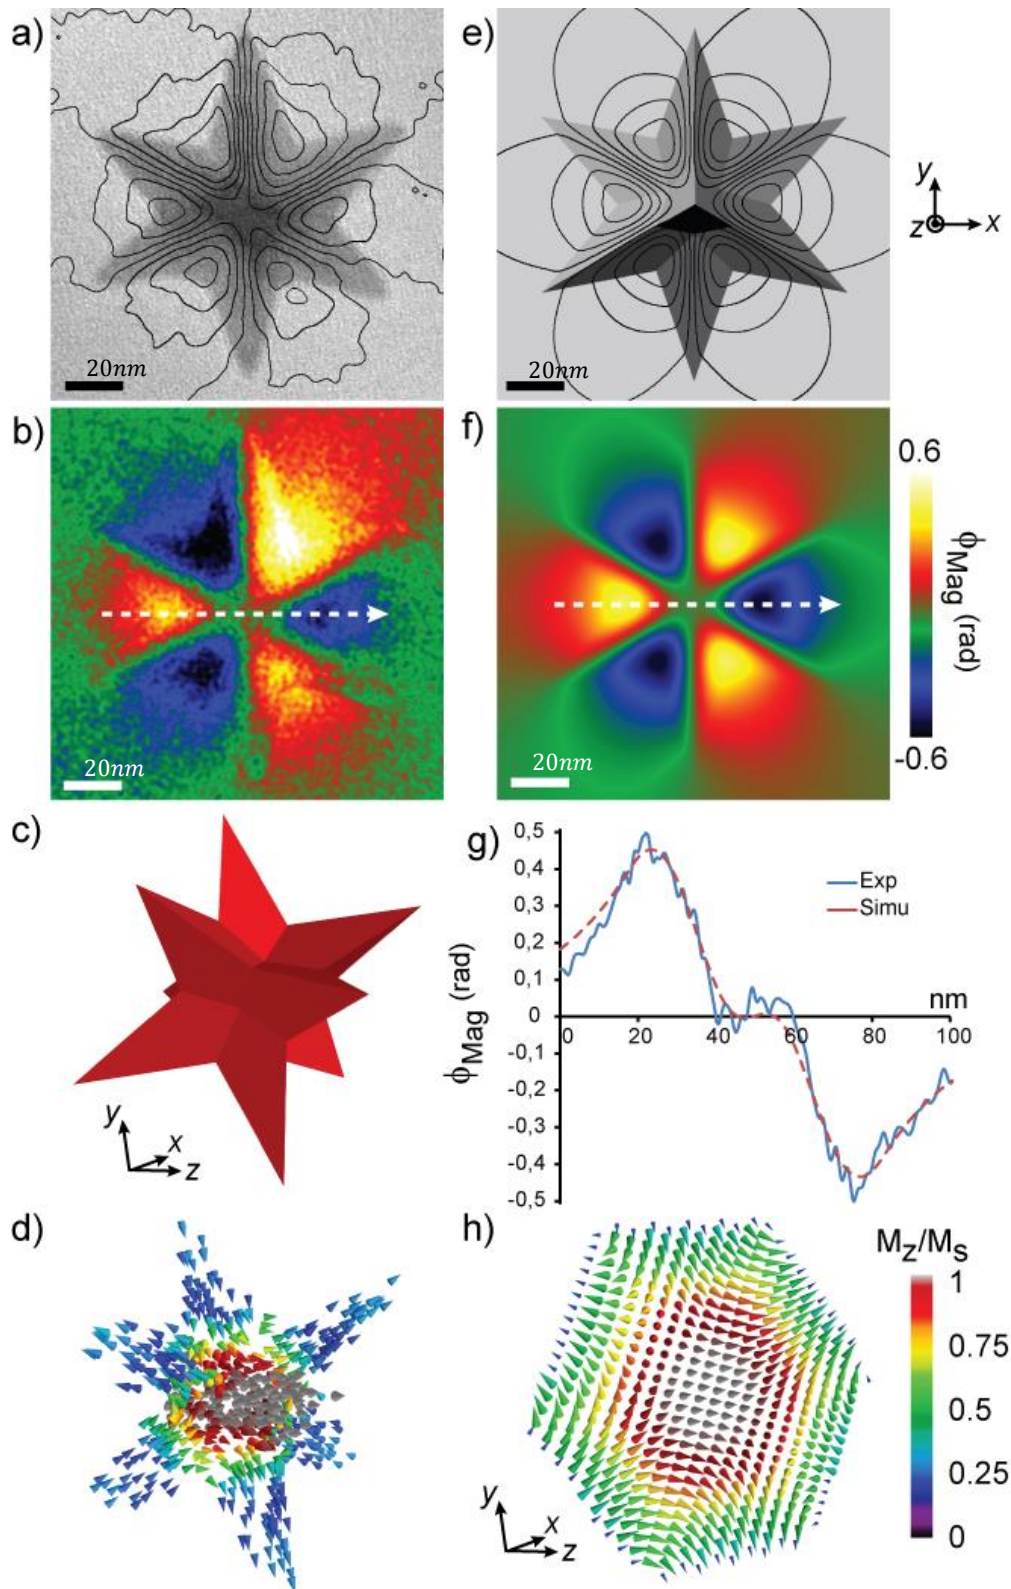 a)
20nm
e)
y
z
x
20nm
b)
20nm
f)
20nm
0.6
ϕMag (rad)
-0.6
c)
y
x
z
g)
0,5
0,4
0,3
0,2
0,1
0
-0,1
-0,2
-0,3
-0,4
-0,5
ϕMag (rad)
Exp
Simu
nm
0 20 40 60 80 100
d)
h)
y
x
z
Mz/Ms
1
0.75
0.5
0.25
0